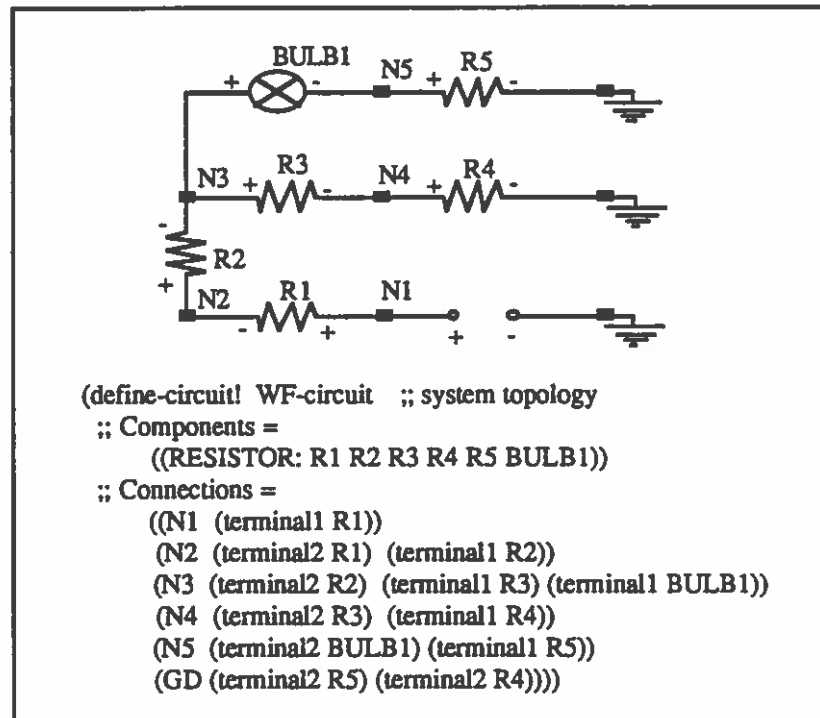 BULB1 N5 R5
+ - + -
N3 R3 N4 R4
+ - + -
-
R2
+
N2 R1 N1
- + + -
(define-circuit! WF-circuit ;; system topology
;; Components =
((RESISTOR: R1 R2 R3 R4 R5 BULB1))
;; Connections =
((N1 (terminal1 R1))
(N2 (terminal2 R1) (terminal1 R2))
(N3 (terminal2 R2) (terminal1 R3) (terminal1 BULB1))
(N4 (terminal2 R3) (terminal1 R4))
(N5 (terminal2 BULB1) (terminal1 R5))
(GD (terminal2 R5) (terminal2 R4))))